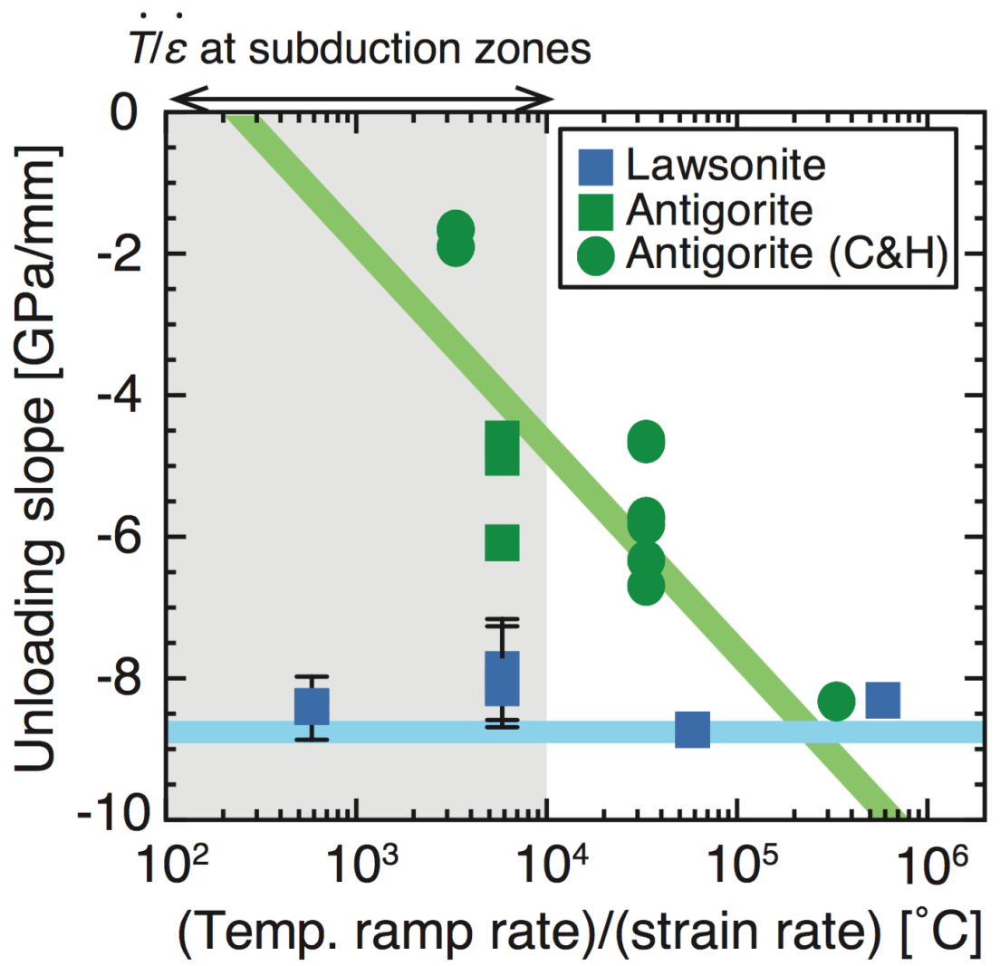 Ṫ/ε̇ at subduction zones
0
-2
-4
-6
-8
-10
Unloading slope [GPa/mm]
Lawsonite
Antigorite
Antigorite (C&H)
10² 10³ 10⁴ 10⁵ 10⁶
(Temp. ramp rate)/(strain rate) [˚C]